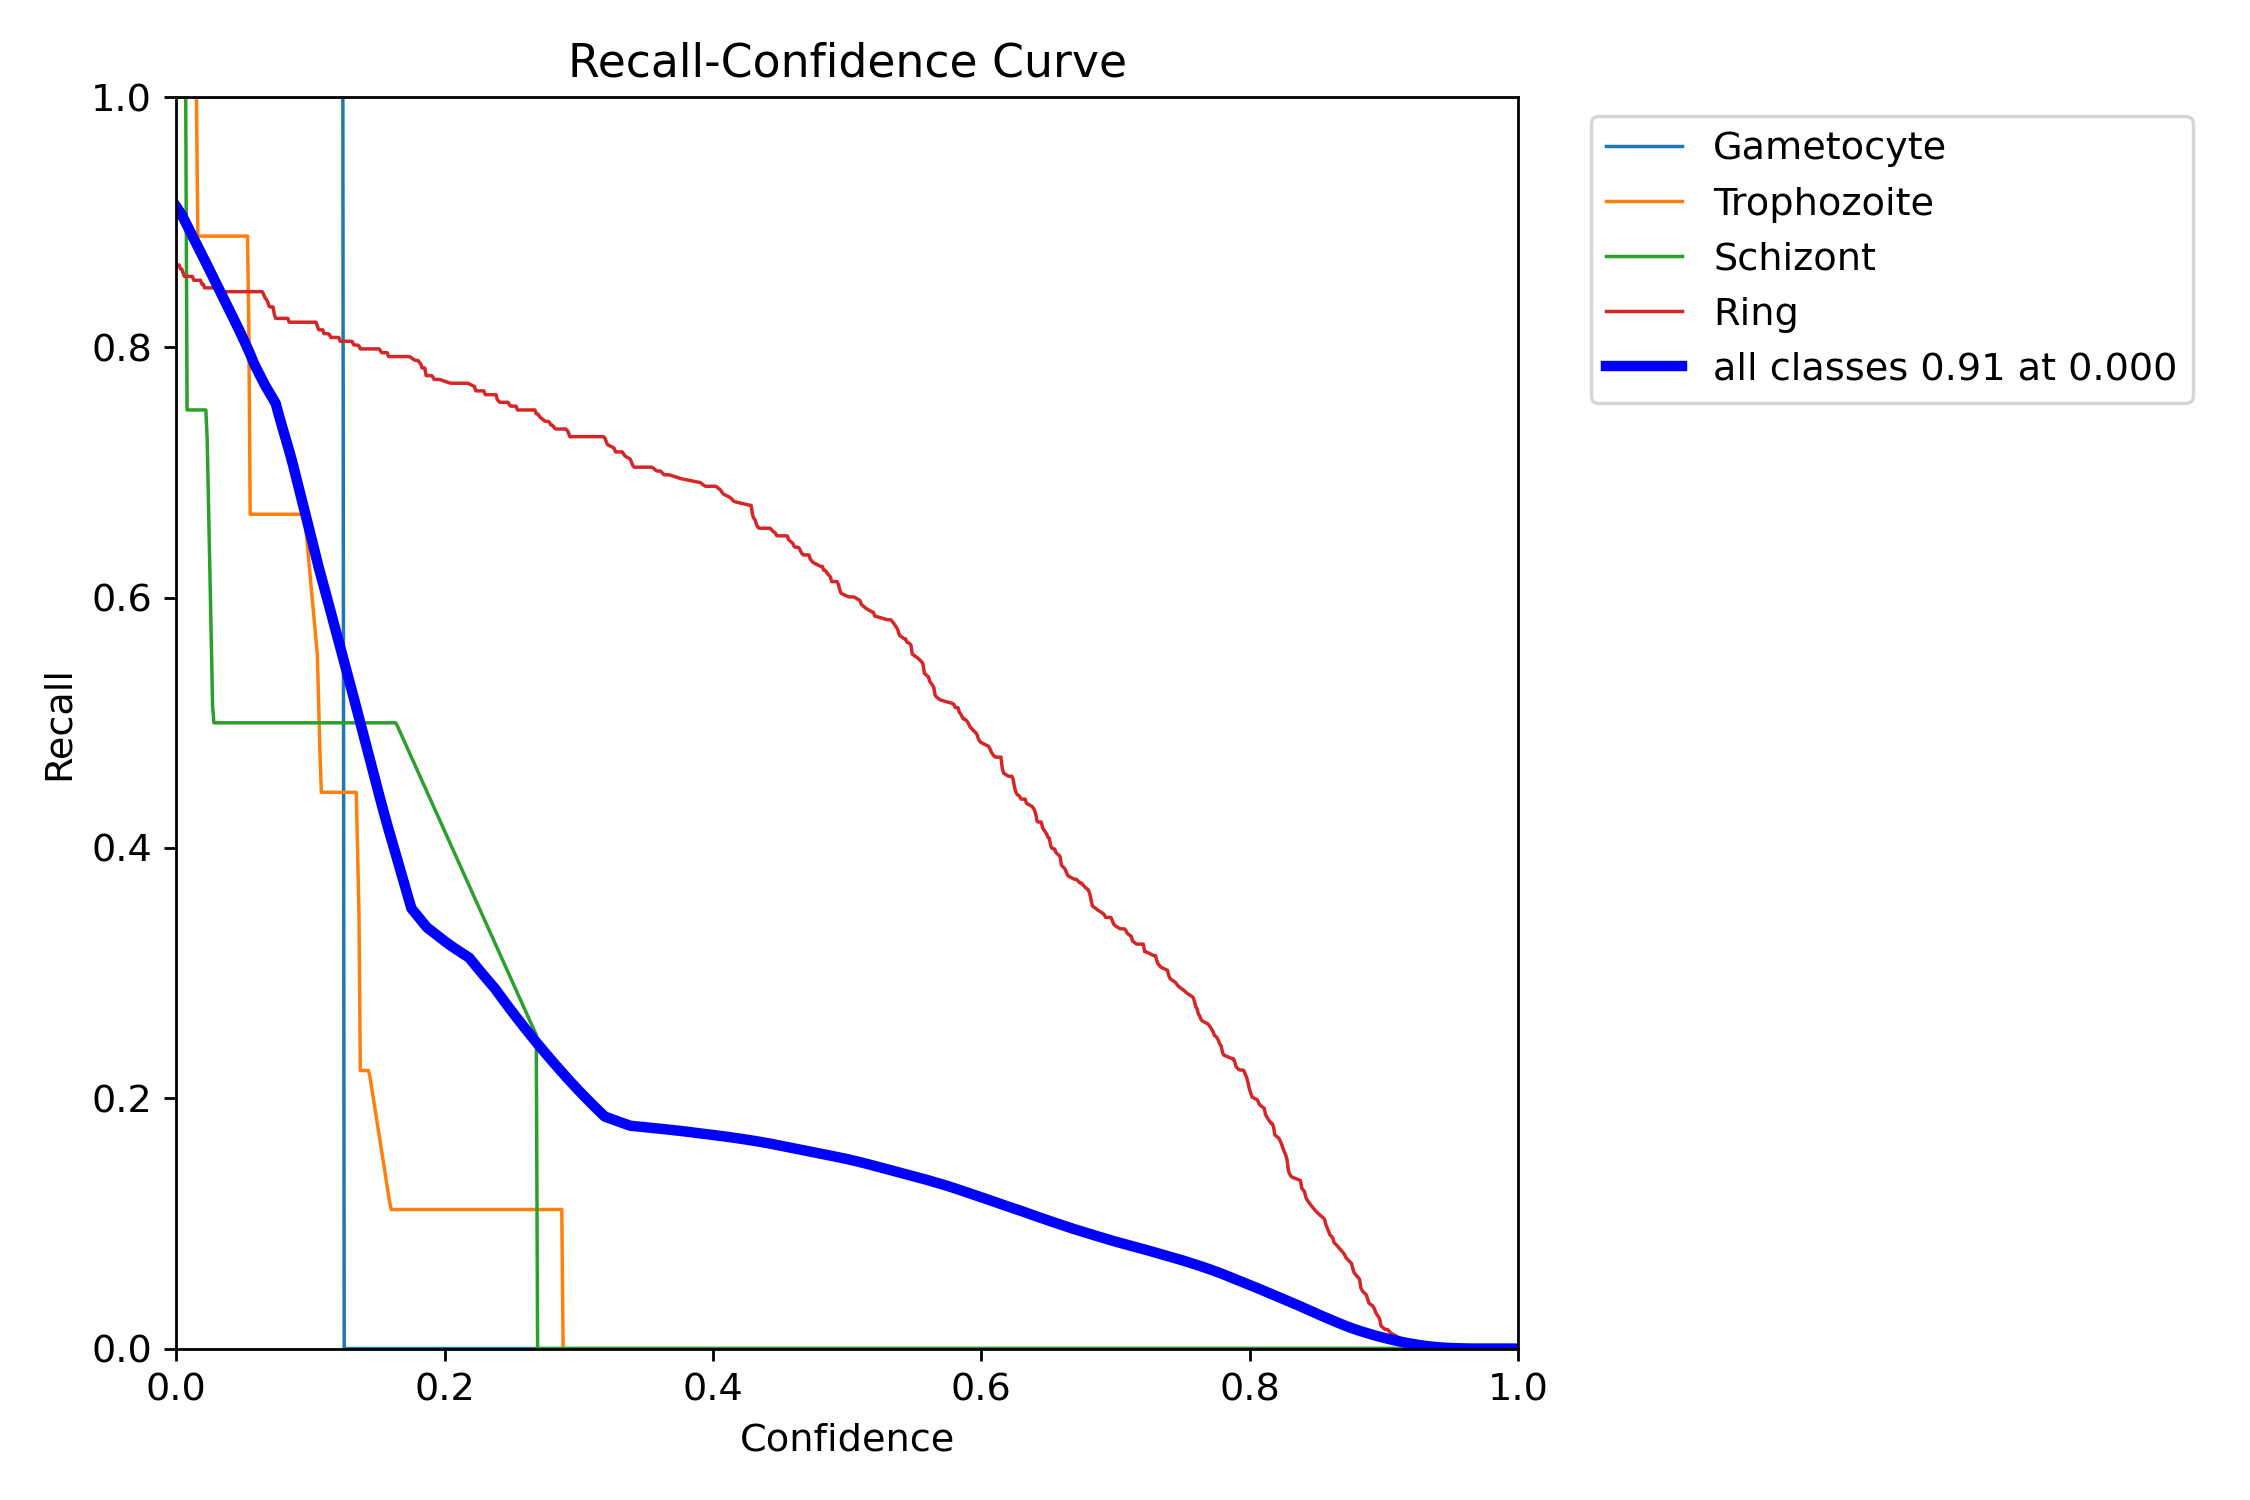 Recall-Confidence Curve
1.0
0.8
0.6
0.4
0.2
0.0
Recall
0.0 0.2 0.4 0.6 0.8 1.0
Confidence
Gametocyte
Trophozoite
Schizont
Ring
all classes 0.91 at 0.000